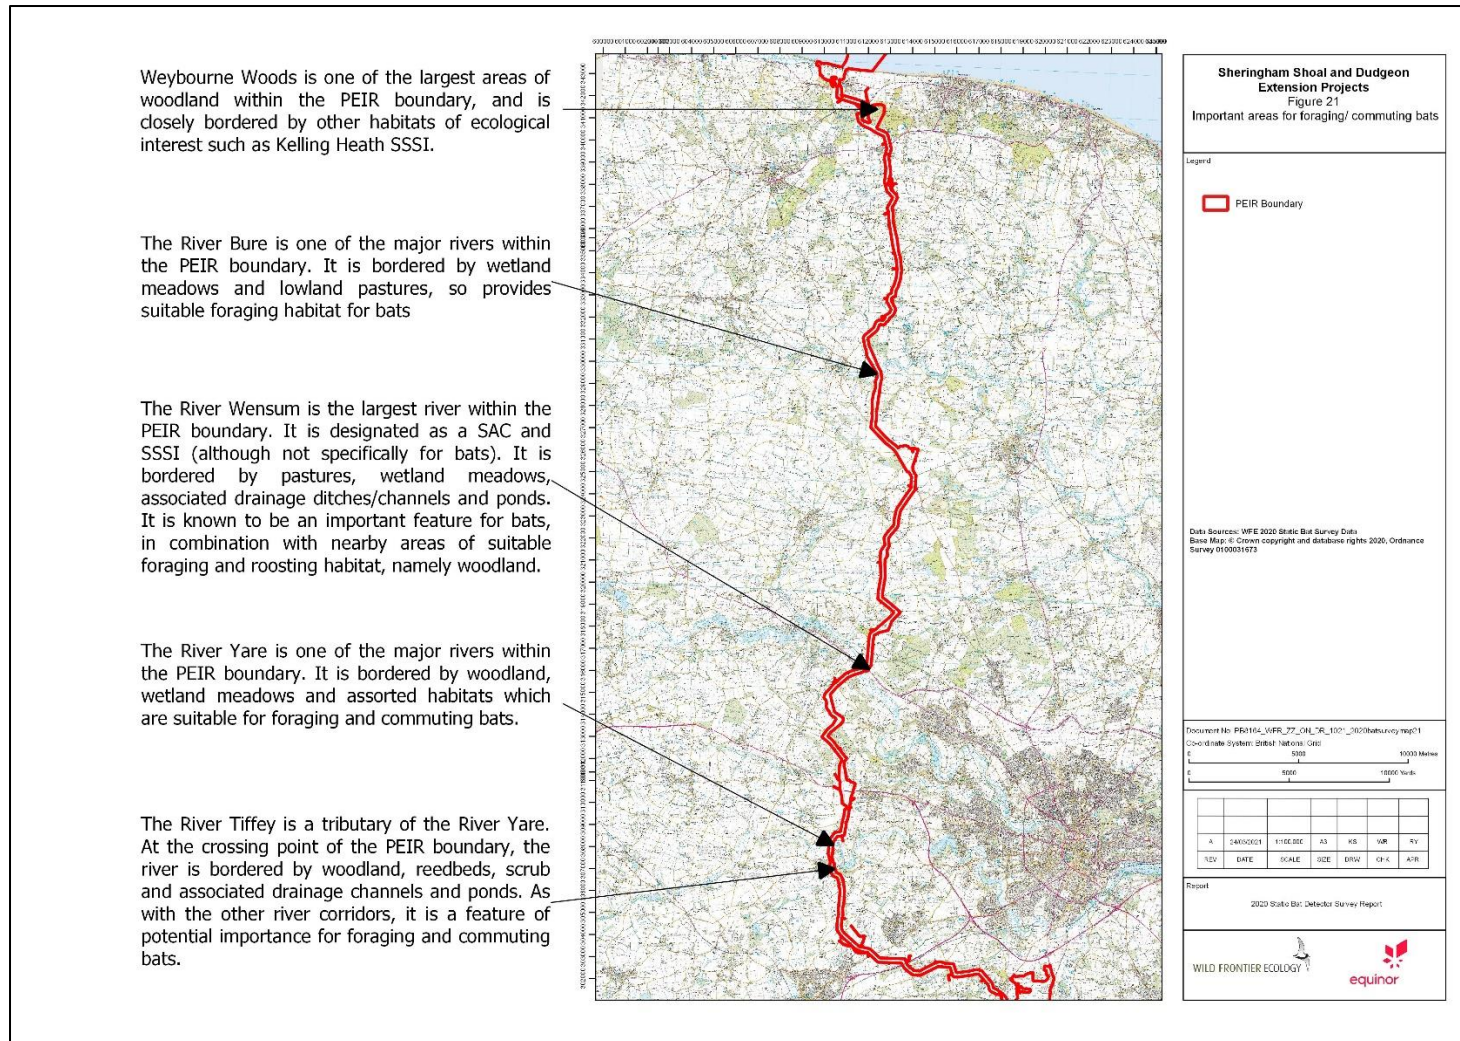 Weybourne Woods is one of the largest areas of
woodland within the PEIR boundary, and is
closely bordered by other habitats of ecological
interest such as Kelling Heath SSSI.
The River Bure is one of the major rivers within
the PEIR boundary. It is bordered by wetland
meadows and lowland pastures, so provides
suitable foraging habitat for bats
The River Wensum is the largest river within the
PEIR boundary. It is designated as a SAC and
SSSI (although not specifically for bats). It is
bordered by pastures, wetland meadows,
associated drainage ditches/channels and ponds.
It is known to be an important feature for bats,
in combination with nearby areas of suitable
foraging and roosting habitat, namely woodland.
The River Yare is one of the major rivers within
the PEIR boundary. It is bordered by woodland,
wetland meadows and assorted habitats which
are suitable for foraging and commuting bats.
The River Tiffey is a tributary of the River Yare.
At the crossing point of the PEIR boundary, the
river is bordered by woodland, reedbeds, scrub
and associated drainage channels and ponds. As
with the other river corridors, it is a feature of
potential importance for foraging and commuting
bats.
Sheringham Shoal and Dudgeon
Extension Projects
Figure 21
Important areas for foraging/ commuting bats
Legend
PEIR Boundary
Data Sources: WFE 2020 Static Bat Survey Data
Base Map: © Crown copyright and database rights 2020, Ordnance
Survey 0100031673
Document No: PB8164_WFR_ZZ_ON_DR_1021_2020batsurveymap21
Co-ordinate System: British National Grid
0 5000 10000 Metres
0 5000 10000 Yards
A 24/03/2021 1:100,000 A3 KS WR RY
REV DATE SCALE SIZE DRW CHK APR
Report
2020 Static Bat Detector Survey Report
WILD FRONTIER ECOLOGY
equinor